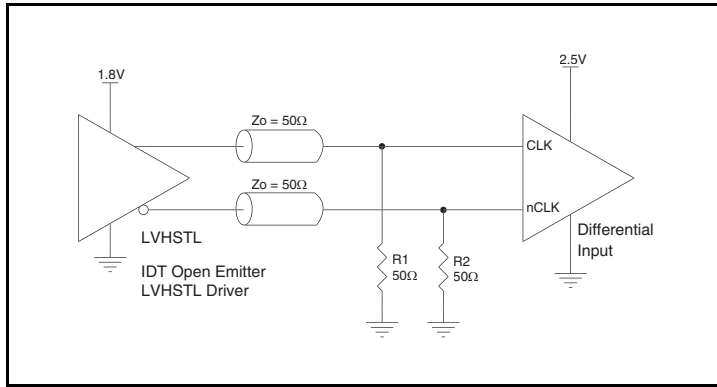 1.8V
2.5V
Zo = 50Ω
CLK
Zo = 50Ω
nCLK
LVHSTL
IDT Open Emitter
LVHSTL Driver
R1
50Ω
R2
50Ω
Differential
Input